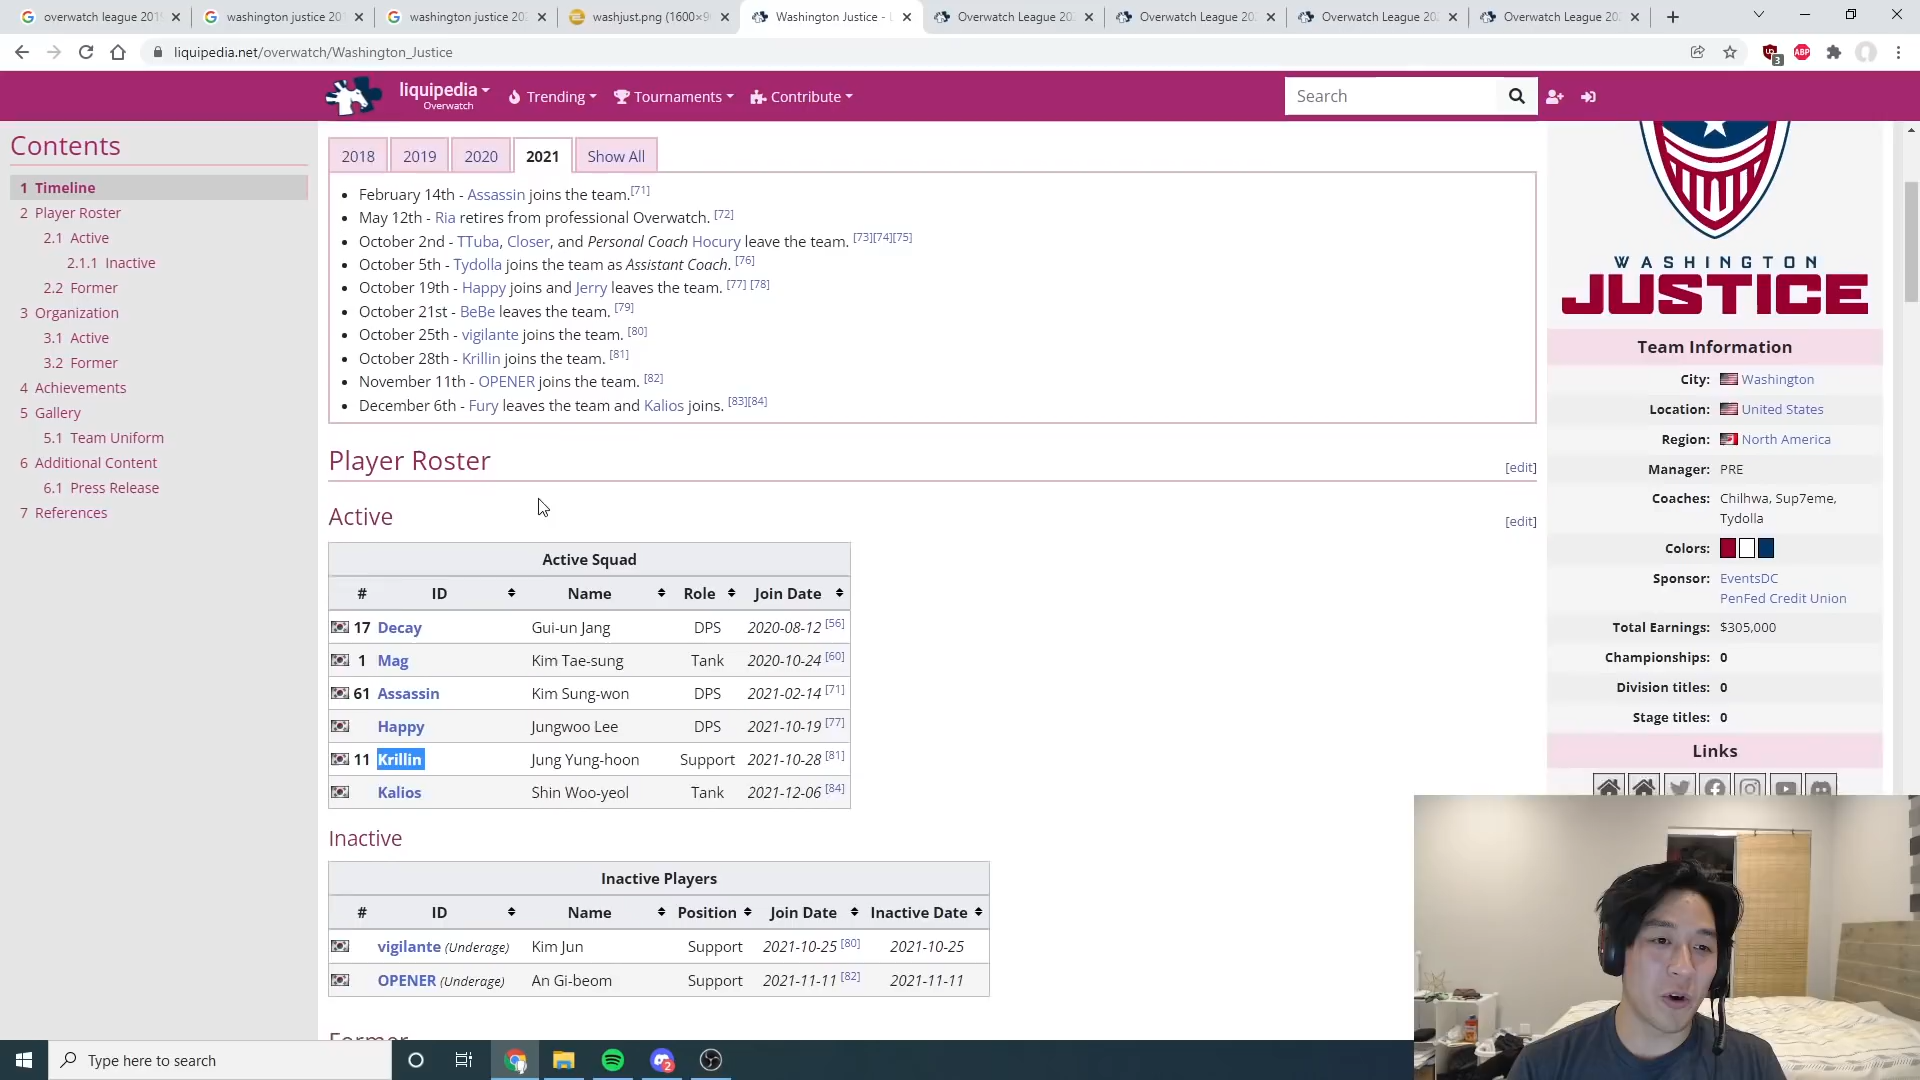 overwatch league 2019
washington justice 201
washington justice 202
washjust.png (1600×9
Washington Justice - L
Overwatch League 202
Overwatch League 202
Overwatch League 202
Overwatch League 202
liquipedia.net/overwatch/Washington_Justice
3
ABP
liquipedia
Overwatch
Trending
Tournaments
Contribute
Search
Contents
1 Timeline
2 Player Roster
2.1 Active
2.1.1 Inactive
2.2 Former
3 Organization
3.1 Active
3.2 Former
4 Achievements
5 Gallery
5.1 Team Uniform
6 Additional Content
6.1 Press Release
7 References
2018 2019 2020 2021 Show All
• February 14th - Assassin joins the team.[71]
• May 12th - Ria retires from professional Overwatch. [72]
• October 2nd - TTuba, Closer, and Personal Coach Hocury leave the team. [73][74][75]
• October 5th - Tydolla joins the team as Assistant Coach. [76]
• October 19th - Happy joins and Jerry leaves the team. [77] [78]
• October 21st - BeBe leaves the team. [79]
• October 25th - vigilante joins the team. [80]
• October 28th - Krillin joins the team. [81]
• November 11th - OPENER joins the team. [82]
• December 6th - Fury leaves the team and Kalios joins. [83][84]
Player Roster [edit]
Active [edit]
Active Squad
# ID Name Role Join Date
17 Decay Gui-un Jang DPS 2020-08-12 [56]
1 Mag Kim Tae-sung Tank 2020-10-24 [60]
61 Assassin Kim Sung-won DPS 2021-02-14 [71]
Happy Jungwoo Lee DPS 2021-10-19 [77]
11 Krillin Jung Yung-hoon Support 2021-10-28 [81]
Kalios Shin Woo-yeol Tank 2021-12-06 [84]
Inactive
Inactive Players
# ID Name Position Join Date Inactive Date
vigilante (Underage) Kim Jun Support 2021-10-25 [80] 2021-10-25
OPENER (Underage) An Gi-beom Support 2021-11-11 [82] 2021-11-11
Former
WASHINGTON
JUSTICE
Team Information
City: Washington
Location: United States
Region: North America
Manager: PRE
Coaches: Chilhwa, Sup7eme,
Tydolla
Colors:
Sponsor: EventsDC
PenFed Credit Union
Total Earnings: $305,000
Championships: 0
Division titles: 0
Stage titles: 0
Links
Type here to search
2